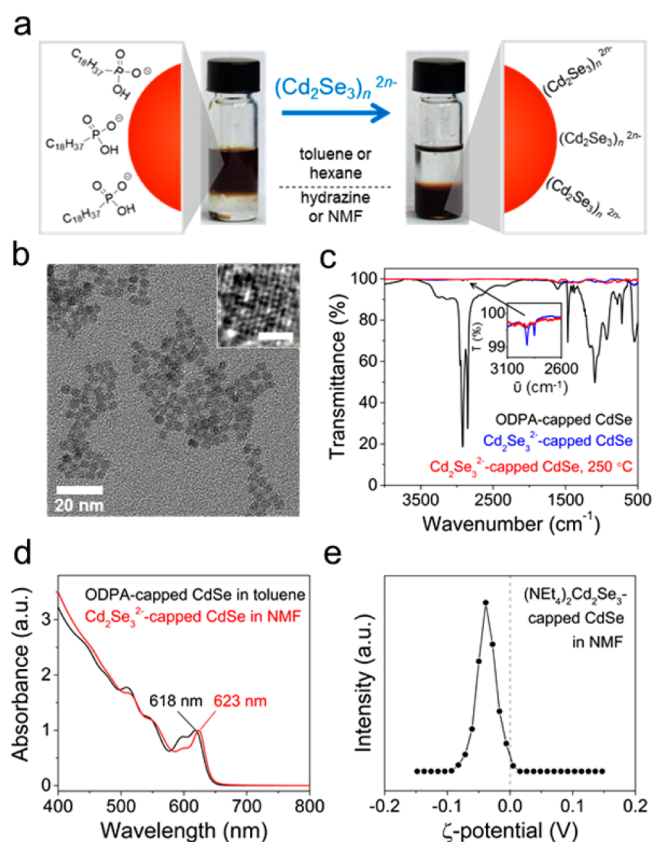 a
C18H37 O O⊖
P
OH
C18H37 O O⊖
P
OH
C18H37 O O⊖
P
OH
(Cd2Se3)n 2n-
toluene or
hexane
hydrazine
or NMF
(Cd2Se3)n 2n-
(Cd2Se3)n 2n-
(Cd2Se3)n 2n-
b
20 nm
c
Transmittance (%)
100
80
60
40
20
0
T (%)
100
99
3100 2600
ῡ (cm-1)
ODPA-capped CdSe
Cd2Se3 2--capped CdSe
Cd2Se3 2--capped CdSe, 250 °C
3500 2500 1500 500
Wavenumber (cm-1)
d
Absorbance (a.u.)
3
2
1
0
ODPA-capped CdSe in toluene
Cd2Se3 2--capped CdSe in NMF
618 nm 623 nm
400 500 600 700 800
Wavelength (nm)
e
Intensity (a.u.)
(NEt4)2Cd2Se3-
capped CdSe
in NMF
-0.2 -0.1 0.0 0.1 0.2
ζ-potential (V)